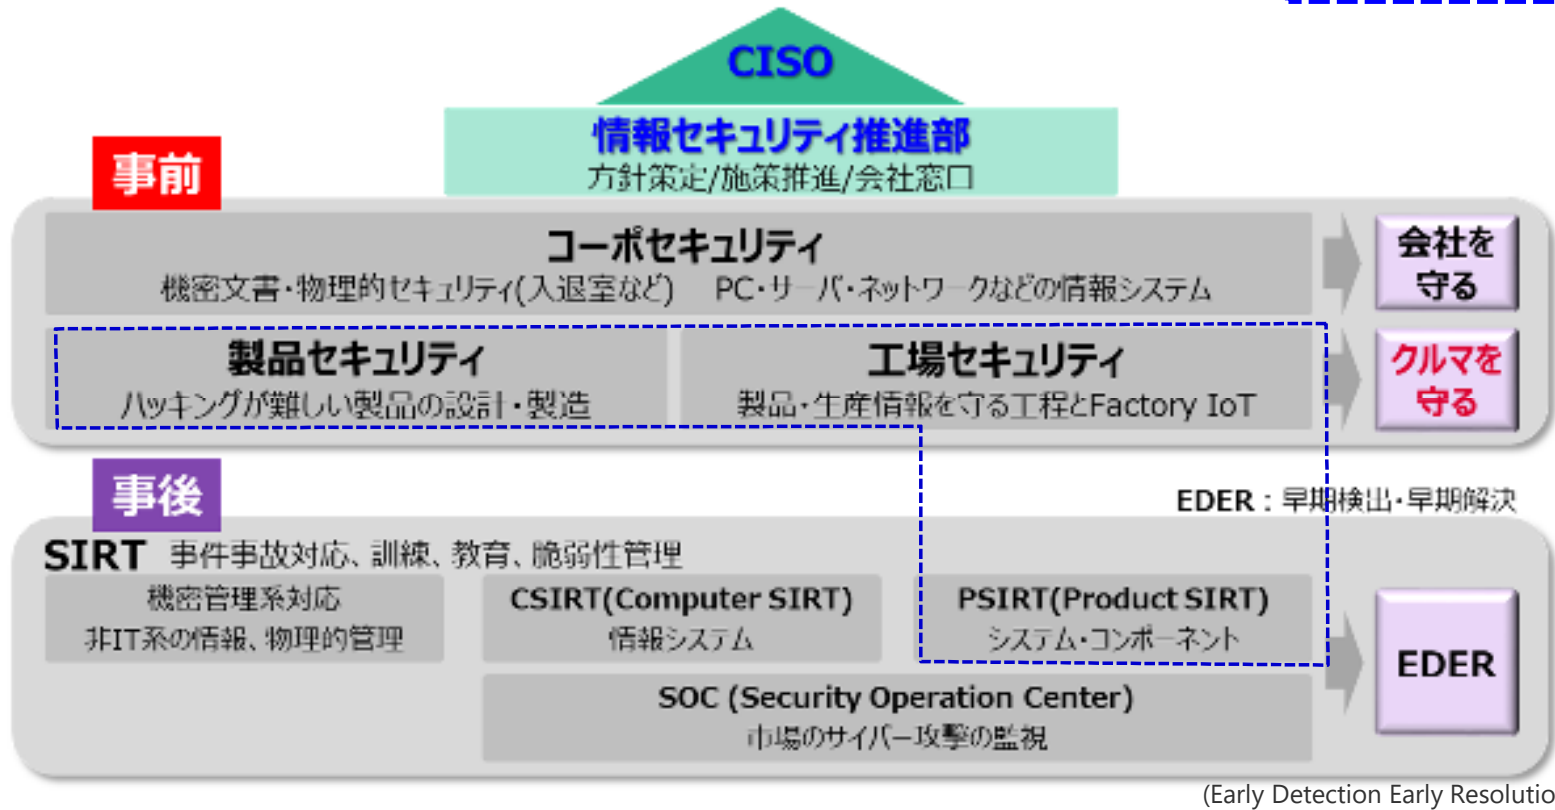 CISO
情報セキュリティ推進部
方針策定/施策推進/会社窓口
事前
コーポセキュリティ
機密文書・物理的セキュリティ(入退室など) PC・サーバ・ネットワークなどの情報システム
会社を
守る
製品セキュリティ
ハッキングが難しい製品の設計・製造
工場セキュリティ
製品・生産情報を守る工程とFactory IoT
クルマを
守る
事後
EDER：早期検出・早期解決
SIRT 事件事故対応、訓練、教育、脆弱性管理
機密管理系対応
非IT系の情報、物理的管理
CSIRT(Computer SIRT)
情報システム
PSIRT(Product SIRT)
システム・コンポーネント
EDER
SOC (Security Operation Center)
市場のサイバー攻撃の監視
(Early Detection Early Resolutio